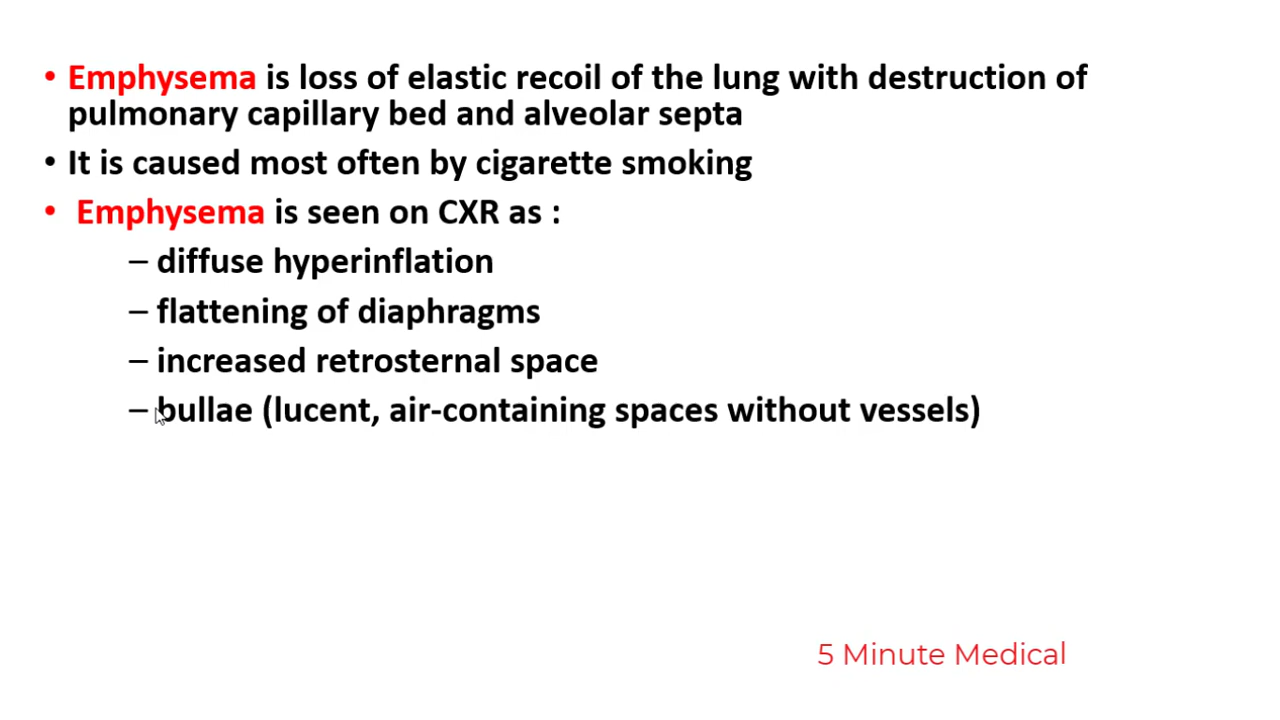 • Emphysema is loss of elastic recoil of the lung with destruction of
pulmonary capillary bed and alveolar septa
• It is caused most often by cigarette smoking
• Emphysema is seen on CXR as :
– diffuse hyperinflation
– flattening of diaphragms
– increased retrosternal space
– bullae (lucent, air-containing spaces without vessels)
5 Minute Medical